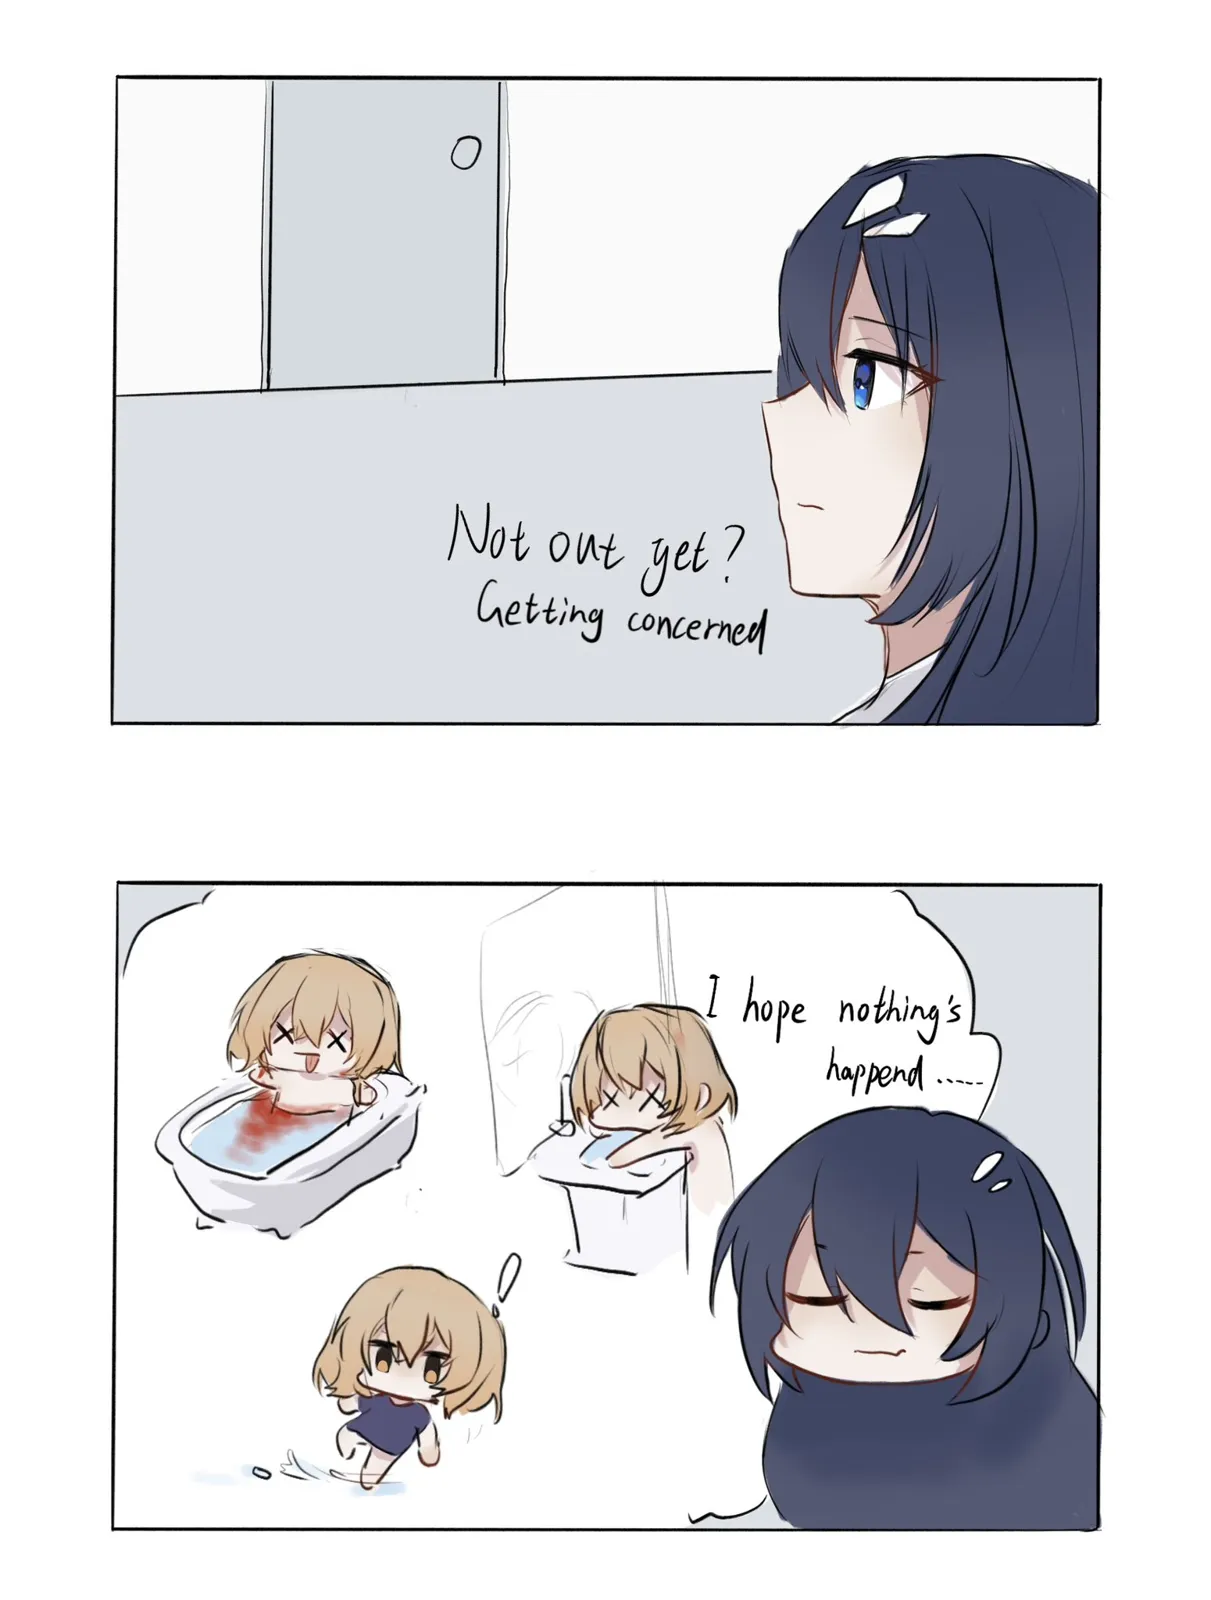 Not out yet?
Getting concerned
!
I hope nothing's
happend .....